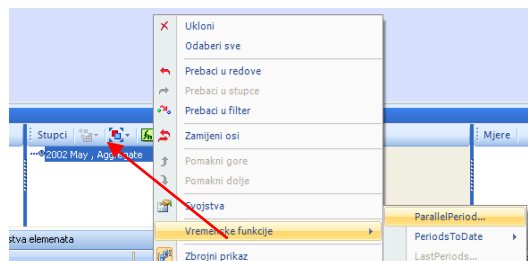 Ukloni
Odaberi sve
Prebaci u redove
Prebaci u stupce
Prebaci u filter
Stupci
Zamijeni osi
Mjere
2002 May , Aggregate
Pomakni gore
Pomakni dolje
Svojstva
ParallelPeriod...
Vremenske funkcije
stva elemenata
PeriodsToDate
Zbrojni prikaz
LastPeriods...